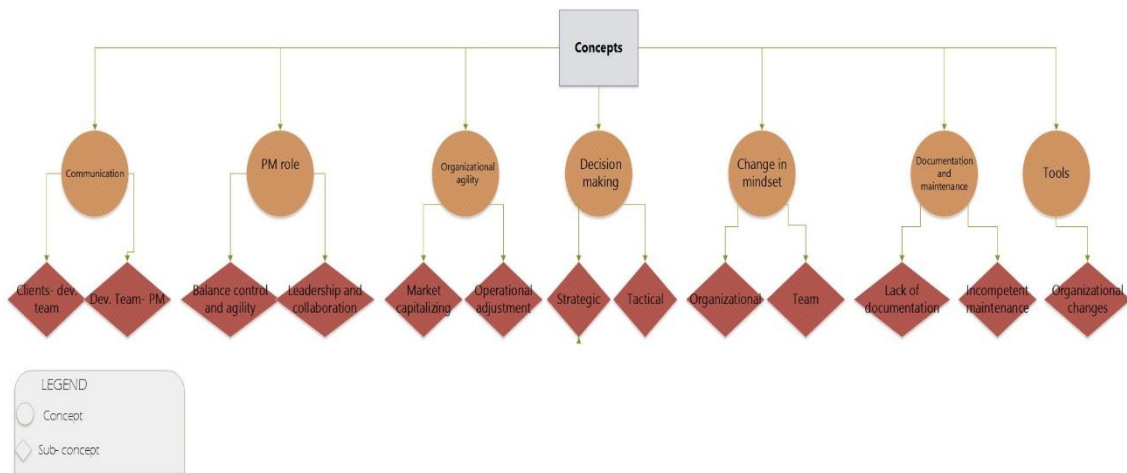 Concepts
Communication
PM role
Organizational
agility
Decision
making
Change in
mindset
Documentation
and
maintenance
Tools
Clients- dev.
team
Dev. Team- PM
Balance control
and agility
Leadership and
collaboration
Market
capitalizing
Operational
adjustment
Strategic
Tactical
Organizational
Team
Lack of
documentation
Incompetent
maintenance
Organizational
changes
LEGEND
Concept
Sub- concept